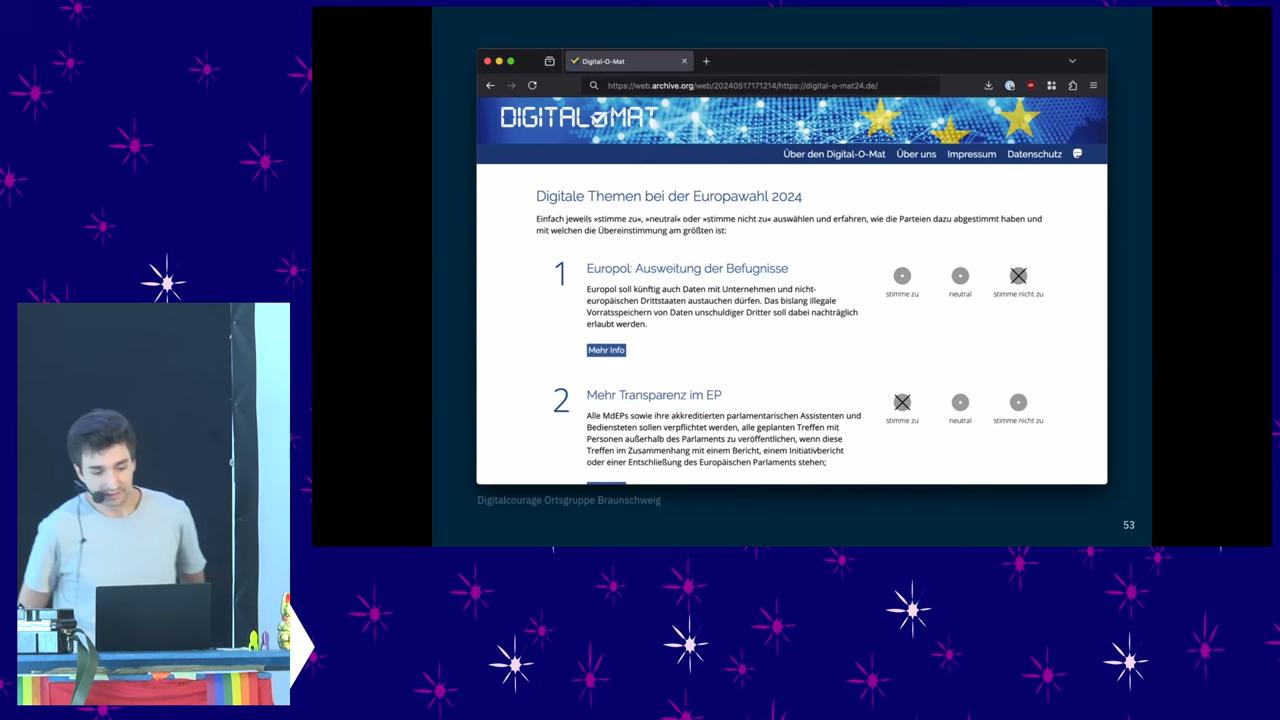 Digital-O-Mat
https://web.archive.org/web/20240517171214/https://digital-o-mat24.de/
DIGITAL MAT
Über den Digital-O-Mat Über uns Impressum Datenschutz
Digitale Themen bei der Europawahl 2024
Einfach jeweils »stimme zu«, »neutral« oder »stimme nicht zu« auswählen und erfahren, wie die Parteien dazu abgestimmt haben und
mit welchen die Übereinstimmung am größten ist:
1
Europol: Ausweitung der Befugnisse
Europol soll künftig auch Daten mit Unternehmen und nicht-
europäischen Drittstaaten austauschen dürfen. Das bislang illegale
Vorratsspeichern von Daten unschuldiger Dritter soll dabei nachträglich
erlaubt werden.
stimme zu neutral stimme nicht zu
Mehr Info
2
Mehr Transparenz im EP
Alle MdEPs sowie ihre akkreditierten parlamentarischen Assistenten und
Bediensteten sollen verpflichtet werden, alle geplanten Treffen mit
Personen außerhalb des Parlaments zu veröffentlichen, wenn diese
Treffen im Zusammenhang mit einem Bericht, einem Initiativbericht
oder einer Entschließung des Europäischen Parlaments stehen;
stimme zu neutral stimme nicht zu
Digitalcourage Ortsgruppe Braunschweig
53